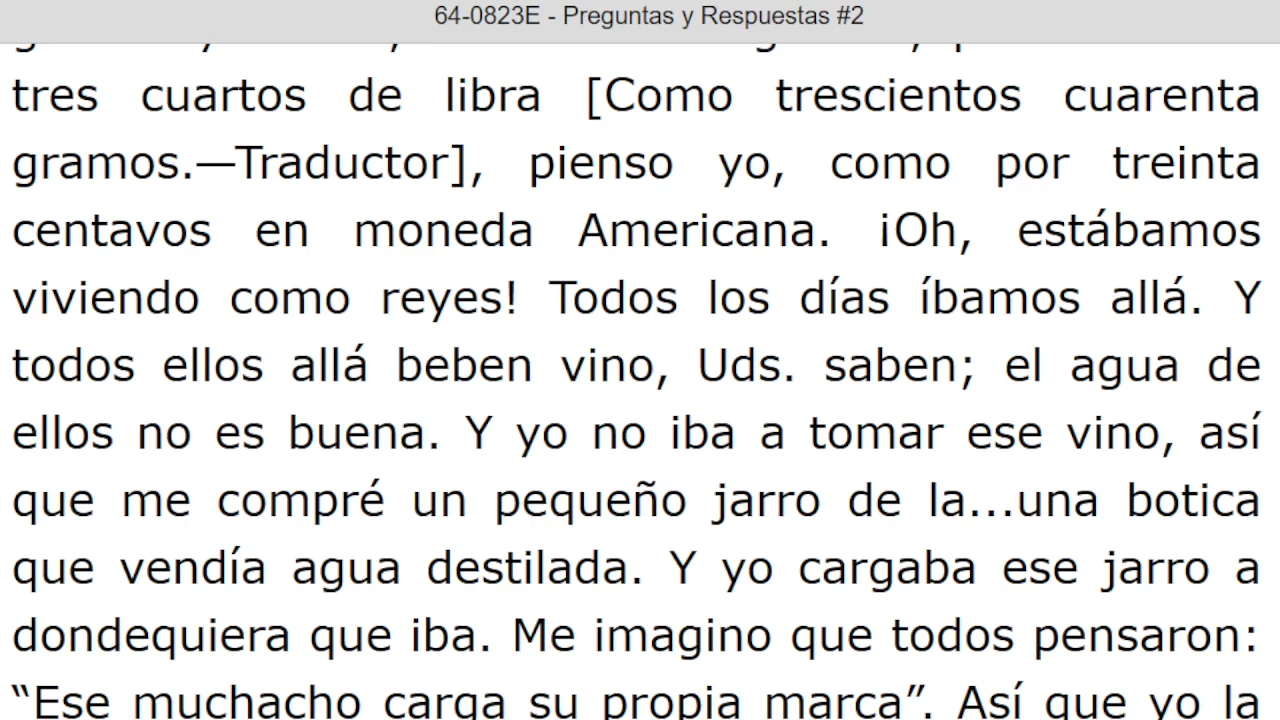 64-0823E - Preguntas y Respuestas #2
tres cuartos de libra [Como trescientos cuarenta
gramos.—Traductor], pienso yo, como por treinta
centavos en moneda Americana. ¡Oh, estábamos
viviendo como reyes! Todos los días íbamos allá. Y
todos ellos allá beben vino, Uds. saben; el agua de
ellos no es buena. Y yo no iba a tomar ese vino, así
que me compré un pequeño jarro de la...una botica
que vendía agua destilada. Y yo cargaba ese jarro a
dondequiera que iba. Me imagino que todos pensaron:
“Ese muchacho carga su propia marca”. Así que yo la